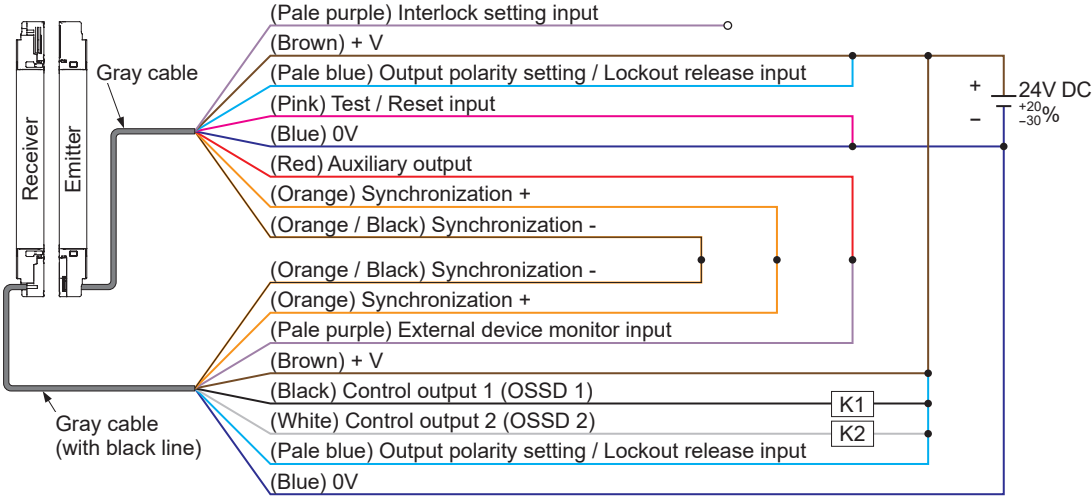 (Pale purple) Interlock setting input
(Brown) + V
(Pale blue) Output polarity setting / Lockout release input
(Pink) Test / Reset input
(Blue) 0V
(Red) Auxiliary output
(Orange) Synchronization +
(Orange / Black) Synchronization -
(Orange / Black) Synchronization -
(Orange) Synchronization +
(Pale purple) External device monitor input
(Brown) + V
(Black) Control output 1 (OSSD 1)
(White) Control output 2 (OSSD 2)
(Pale blue) Output polarity setting / Lockout release input
(Blue) 0V
Gray cable
Receiver
Emitter
Gray cable
(with black line)
K1
K2
+
−
24V DC
+20
−30%